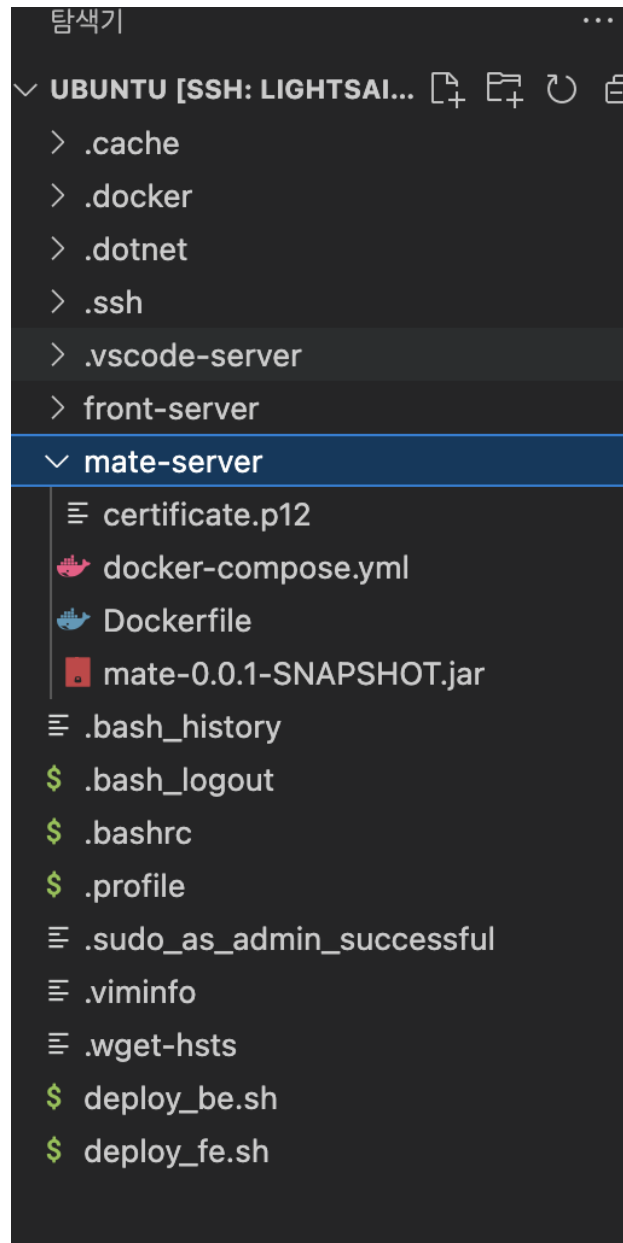 탐색기
UBUNTU [SSH: LIGHTSAI...
.cache
.docker
.dotnet
.ssh
.vscode-server
front-server
mate-server
certificate.p12
docker-compose.yml
Dockerfile
mate-0.0.1-SNAPSHOT.jar
.bash_history
.bash_logout
.bashrc
.profile
.sudo_as_admin_successful
.viminfo
.wget-hsts
deploy_be.sh
deploy_fe.sh